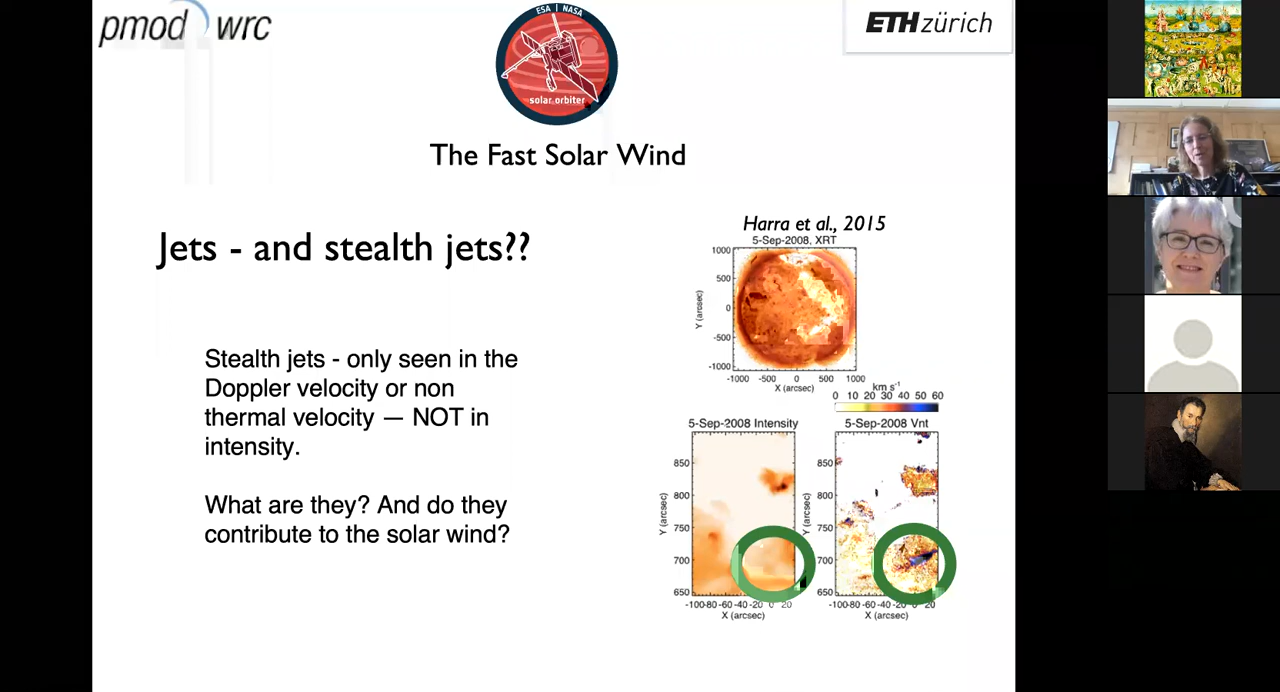 pmod wrc
ESA | NASA
solar orbiter
ETH zürich
The Fast Solar Wind
Jets - and stealth jets??
Stealth jets - only seen in the
Doppler velocity or non
thermal velocity — NOT in
intensity.
What are they? And do they
contribute to the solar wind?
Harra et al., 2015
5-Sep-2008, XRT
1000
500
0
-500
-1000
Y (arcsec)
-1000 -500 0 500 1000
X (arcsec)
km s⁻¹
0 10 20 30 40 50 60
5-Sep-2008 Intensity
850
800
750
700
650
Y (arcsec)
-100-80 -60 -40 -20 0 20
X (arcsec)
5-Sep-2008 Vnt
850
800
750
700
650
Y (arcsec)
-100-80 -60 -40 -20 0 20
X (arcsec)